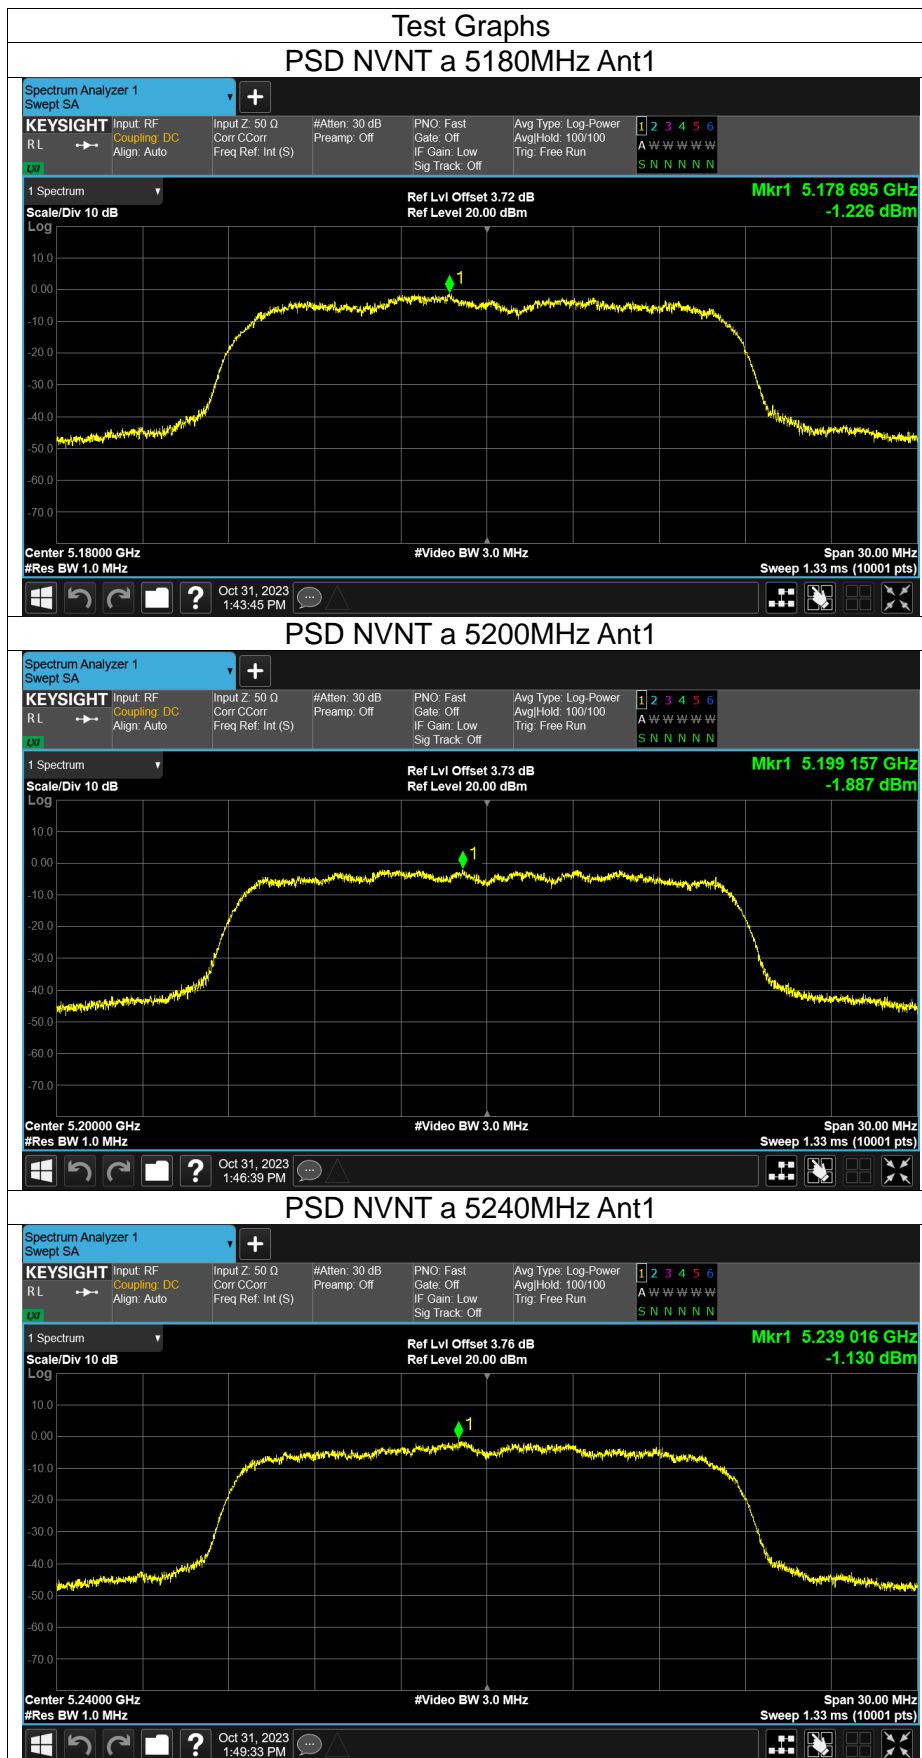 Test Graphs
PSD NVNT a 5180MHz Ant1
Spectrum Analyzer 1
Swept SA
+
KEYSIGHT Input: RF Input Z: 50 Ω #Atten: 30 dB PNO: Fast Avg Type: Log-Power 1 2 3 4 5 6
RL Coupling: DC Corr CCorr Preamp: Off Gate: Off Avg|Hold: 100/100 A W W W W W
Align: Auto Freq Ref: Int (S) IF Gain: Low Trig: Free Run
LXI Sig Track: Off S N N N N N
1 Spectrum Ref Lvl Offset 3.72 dB Mkr1 5.178 695 GHz
Scale/Div 10 dB Ref Level 20.00 dBm -1.226 dBm
Log
1
10.0
0.00
-10.0
-20.0
-30.0
-40.0
-50.0
-60.0
-70.0
Center 5.18000 GHz #Video BW 3.0 MHz Span 30.00 MHz
#Res BW 1.0 MHz Sweep 1.33 ms (10001 pts)
? Oct 31, 2023
1:43:45 PM
PSD NVNT a 5200MHz Ant1
Spectrum Analyzer 1
Swept SA
+
KEYSIGHT Input: RF Input Z: 50 Ω #Atten: 30 dB PNO: Fast Avg Type: Log-Power 1 2 3 4 5 6
RL Coupling: DC Corr CCorr Preamp: Off Gate: Off Avg|Hold: 100/100 A W W W W W
Align: Auto Freq Ref: Int (S) IF Gain: Low Trig: Free Run
LXI Sig Track: Off S N N N N N
1 Spectrum Ref Lvl Offset 3.73 dB Mkr1 5.199 157 GHz
Scale/Div 10 dB Ref Level 20.00 dBm -1.887 dBm
Log
1
10.0
0.00
-10.0
-20.0
-30.0
-40.0
-50.0
-60.0
-70.0
Center 5.20000 GHz #Video BW 3.0 MHz Span 30.00 MHz
#Res BW 1.0 MHz Sweep 1.33 ms (10001 pts)
? Oct 31, 2023
1:46:39 PM
PSD NVNT a 5240MHz Ant1
Spectrum Analyzer 1
Swept SA
+
KEYSIGHT Input: RF Input Z: 50 Ω #Atten: 30 dB PNO: Fast Avg Type: Log-Power 1 2 3 4 5 6
RL Coupling: DC Corr CCorr Preamp: Off Gate: Off Avg|Hold: 100/100 A W W W W W
Align: Auto Freq Ref: Int (S) IF Gain: Low Trig: Free Run
LXI Sig Track: Off S N N N N N
1 Spectrum Ref Lvl Offset 3.76 dB Mkr1 5.239 016 GHz
Scale/Div 10 dB Ref Level 20.00 dBm -1.130 dBm
Log
1
10.0
0.00
-10.0
-20.0
-30.0
-40.0
-50.0
-60.0
-70.0
Center 5.24000 GHz #Video BW 3.0 MHz Span 30.00 MHz
#Res BW 1.0 MHz Sweep 1.33 ms (10001 pts)
? Oct 31, 2023
1:49:33 PM